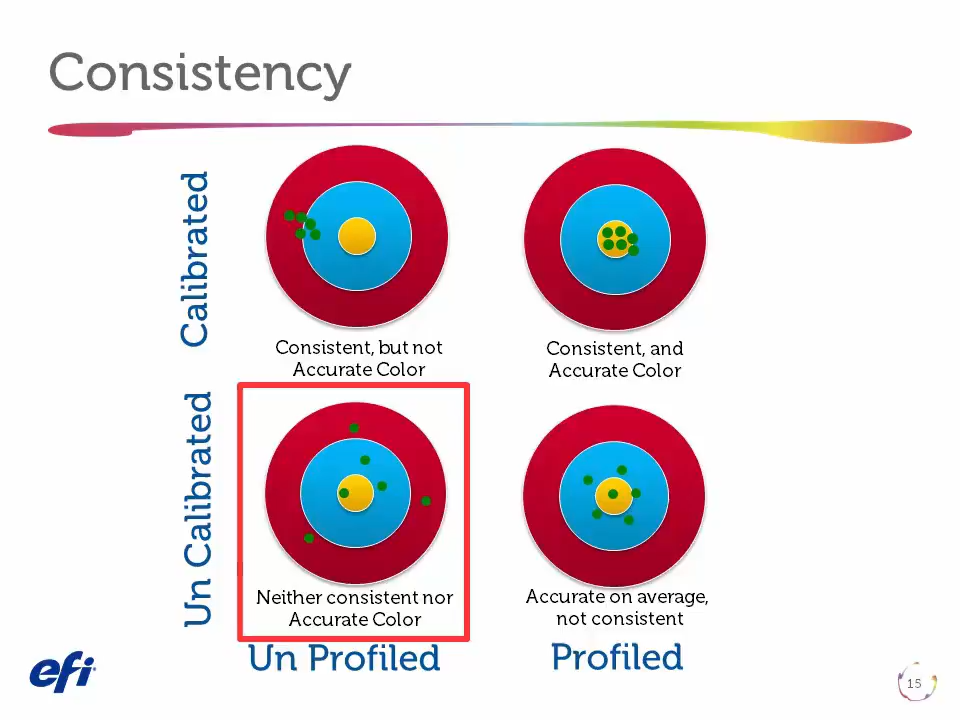 Consistency
Calibrated
Consistent, but not
Accurate Color
Consistent, and
Accurate Color
Un Calibrated
Neither consistent nor
Accurate Color
Accurate on average,
not consistent
Un Profiled
Profiled
efi
15